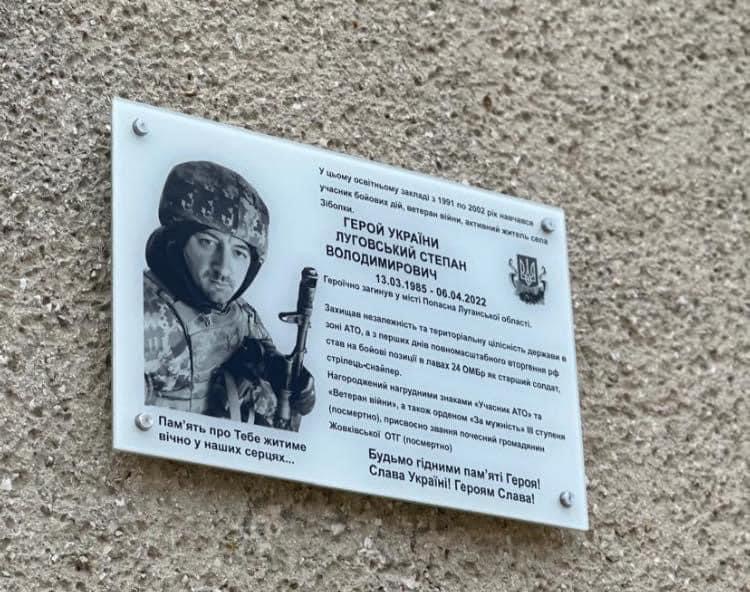 У цьому освітньому закладі з 1991 по 2002 рік навчався
учасник бойових дій, ветеран війни, активний житель села
Зіболки.
ГЕРОЙ УКРАЇНИ
ЛУГОВСЬКИЙ СТЕПАН
ВОЛОДИМИРОВИЧ
13.03.1985 - 06.04.2022
Героїчно загинув у місті Попасна Луганської області.
Захищав незалежність та територіальну цілісність держави в
зоні АТО, а з перших днів повномасштабного вторгення рф
став на бойові позиції в лавах 24 ОМБр як старший солдат,
стрілець-снайпер.
Нагороджений нагрудними знаками «Учасник АТО» та
«Ветеран війни», а також орденом «За мужність» ІІІ ступеня
(посмертно), присвоєно звання почесний громадянин
Жовківської ОТГ (посмертно)
Пам'ять про Тебе житиме
вічно у наших серцях...
Будьмо гідними пам'яті Героя!
Слава Україні! Героям Слава!